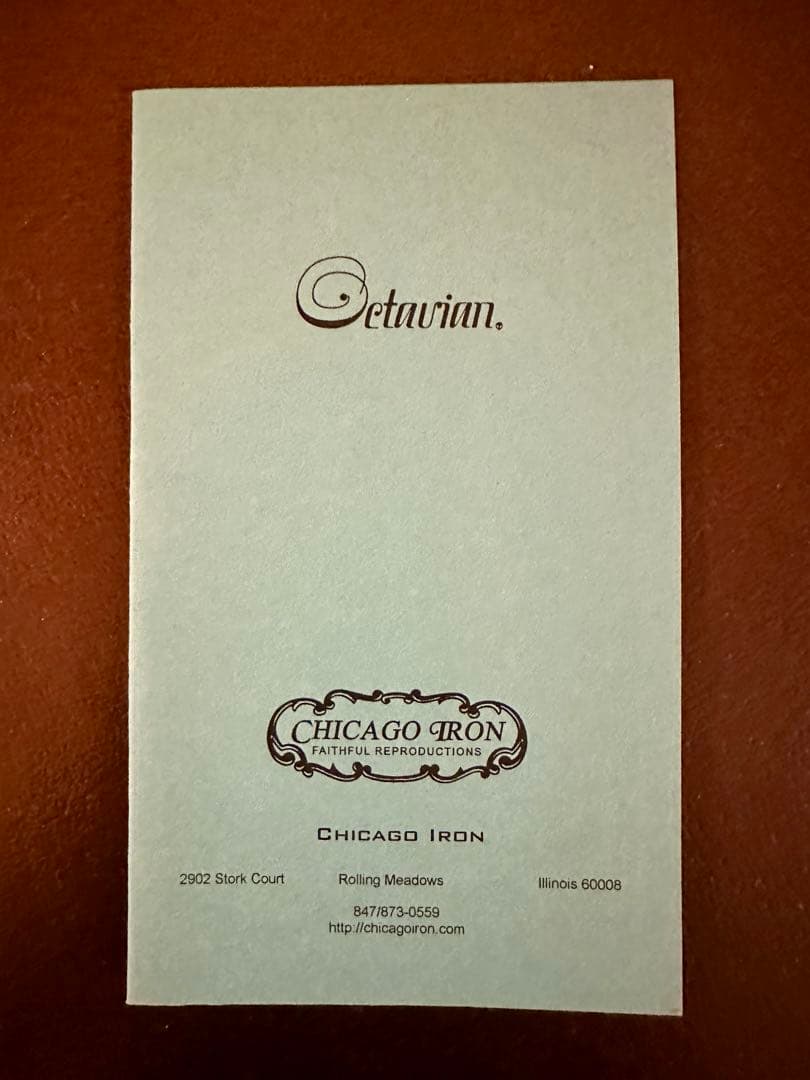 Octavian®
CHICAGO IRON
FAITHFUL REPRODUCTIONS
CHICAGO IRON
2902 Stork Court Rolling Meadows Illinois 60008
847/873-0559
http://chicagoiron.com